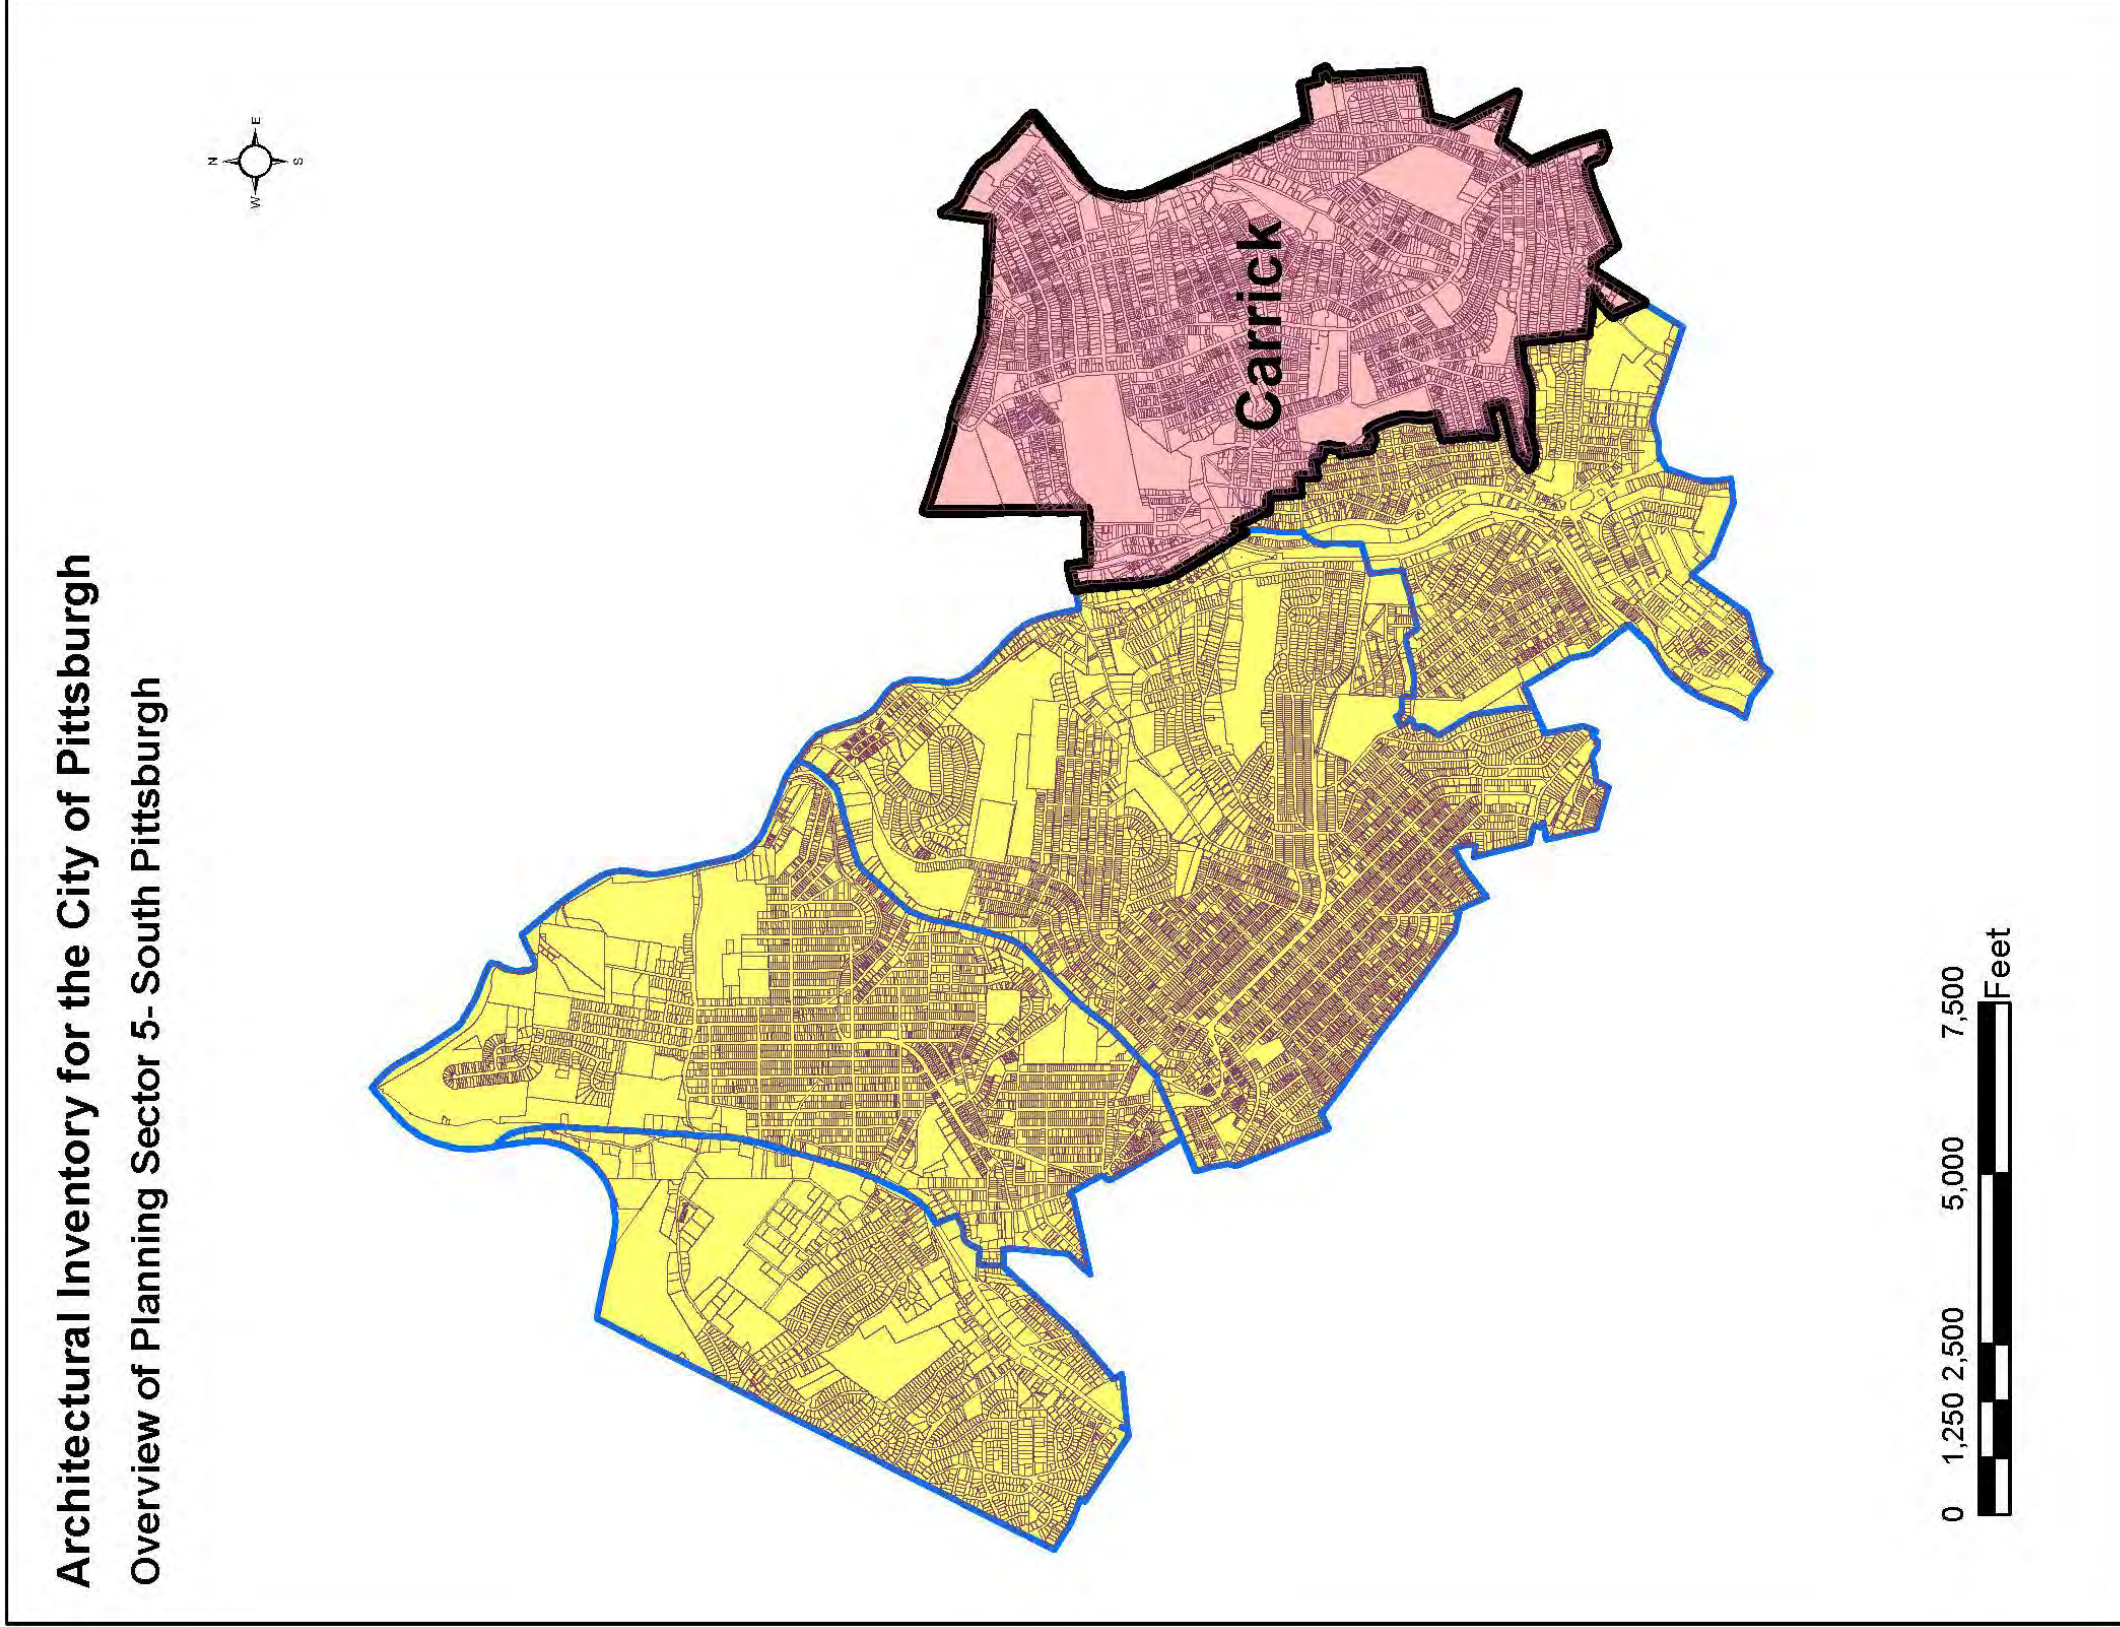 Architectural Inventory for the City of Pittsburgh
Overview of Planning Sector 5- South Pittsburgh
N
W
E
S
Carrick
0 1,250 2,500 5,000 7,500
Feet